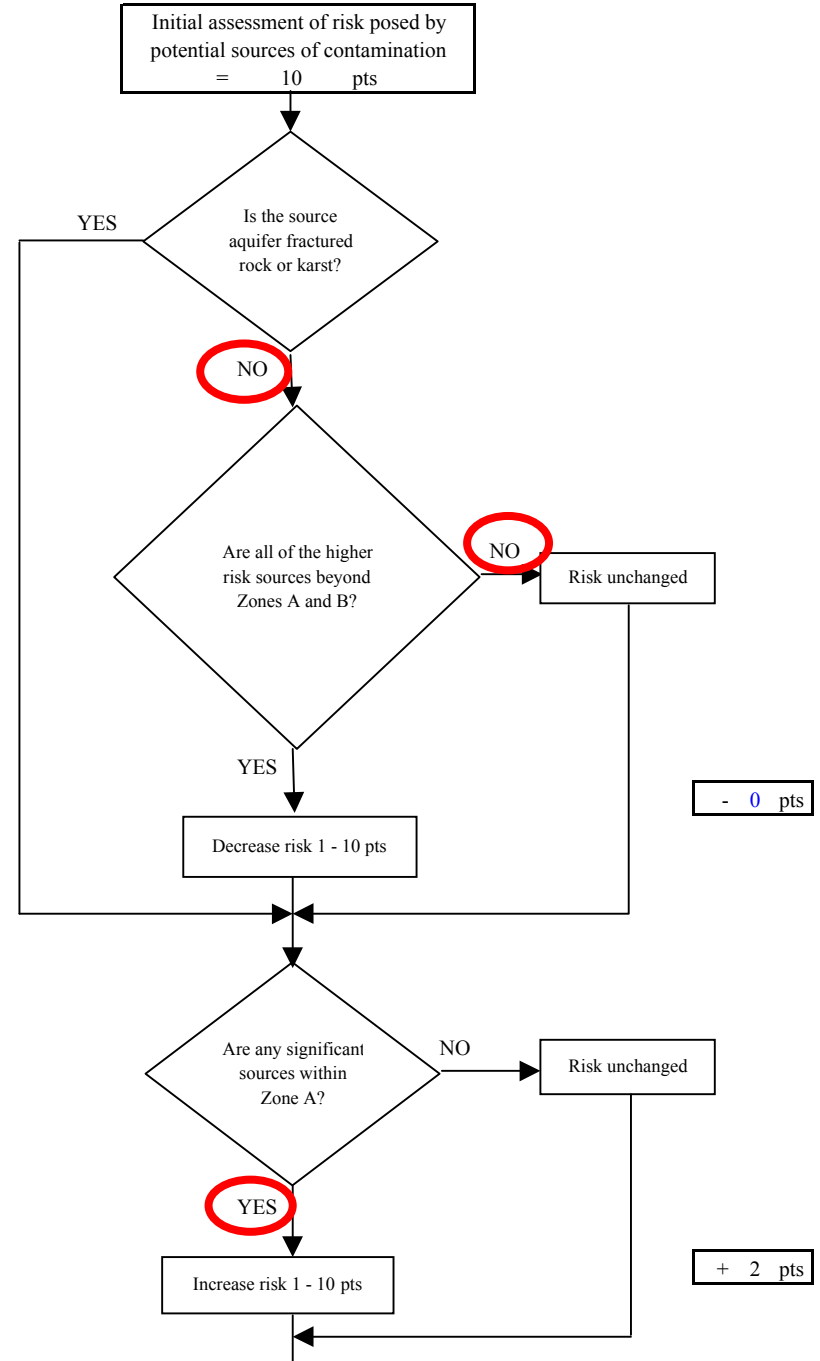 Initial assessment of risk posed by
potential sources of contamination
= 10 pts
YES
Is the source
aquifer fractured
rock or karst?
NO
Are all of the higher
risk sources beyond
Zones A and B?
NO
Risk unchanged
YES
- 0 pts
Decrease risk 1 - 10 pts
Are any significant
sources within
Zone A?
NO
Risk unchanged
YES
+ 2 pts
Increase risk 1 - 10 pts